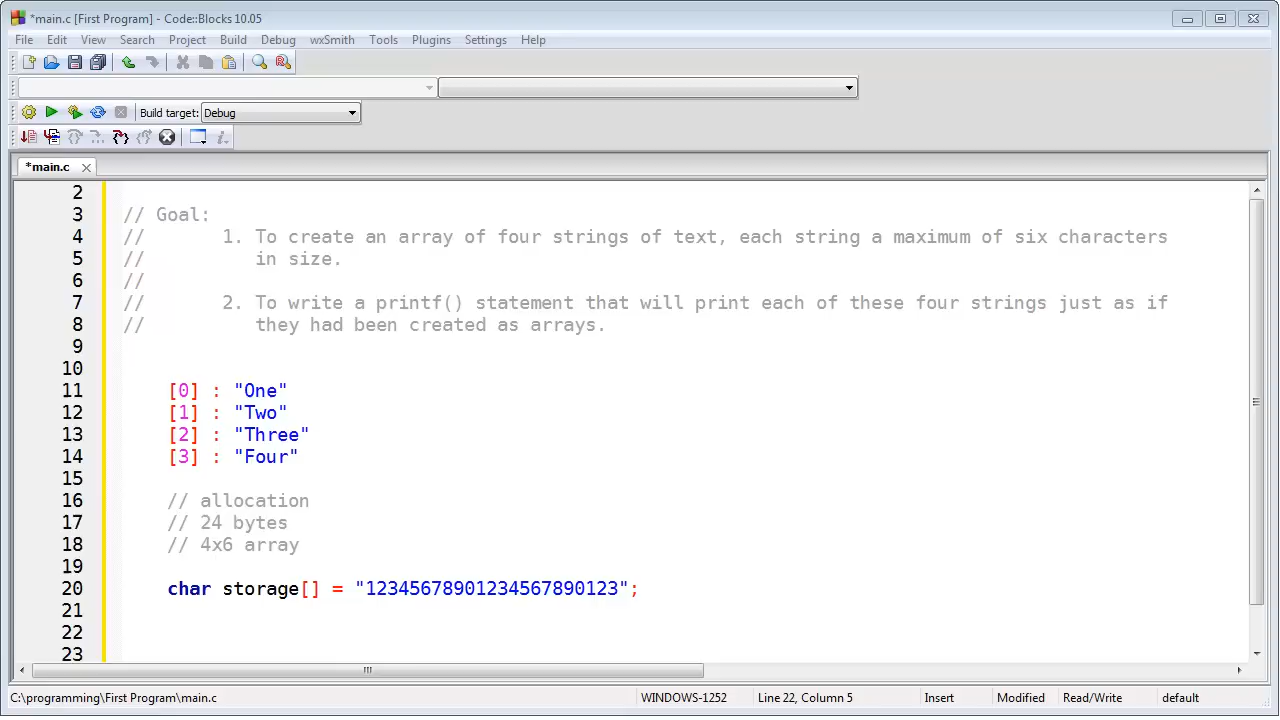 *main.c [First Program] - Code::Blocks 10.05
File Edit View Search Project Build Debug wxSmith Tools Plugins Settings Help
Build target: Debug
*main.c
2
3 // Goal:
4 // 1. To create an array of four strings of text, each string a maximum of six characters
5 // in size.
6 //
7 // 2. To write a printf() statement that will print each of these four strings just as if
8 // they had been created as arrays.
9
10
11 [0] : "One"
12 [1] : "Two"
13 [2] : "Three"
14 [3] : "Four"
15
16 // allocation
17 // 24 bytes
18 // 4x6 array
19
20 char storage[] = "12345678901234567890123";
21
22
23
C:\programming\First Program\main.c WINDOWS-1252 Line 22, Column 5 Insert Modified Read/Write default